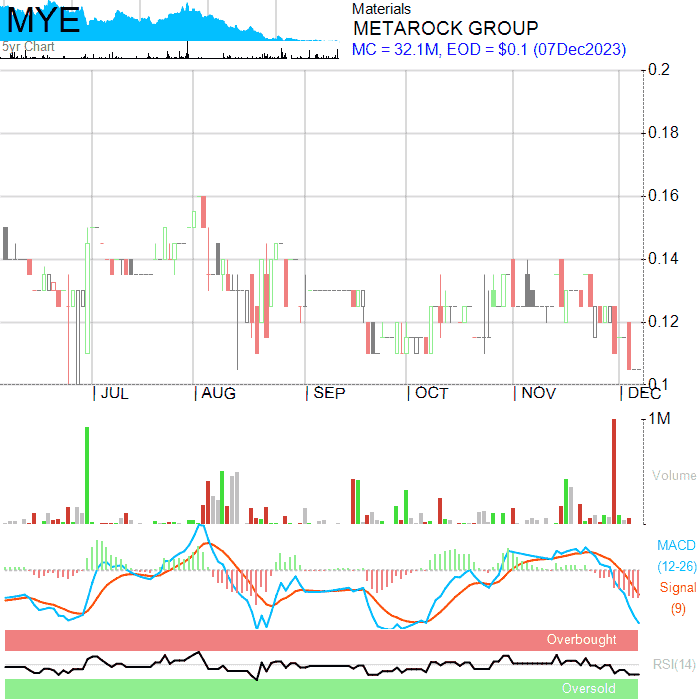 MYE
5yr Chart
Materials
METAROCK GROUP
MC = 32.1M, EOD = $0.1 (07Dec2023)
0.2
0.18
0.16
0.14
0.12
0.1
JUL AUG SEP OCT NOV DEC
1M
Volume
MACD
(12-26)
Signal
(9)
Overbought
RSI(14)
Oversold